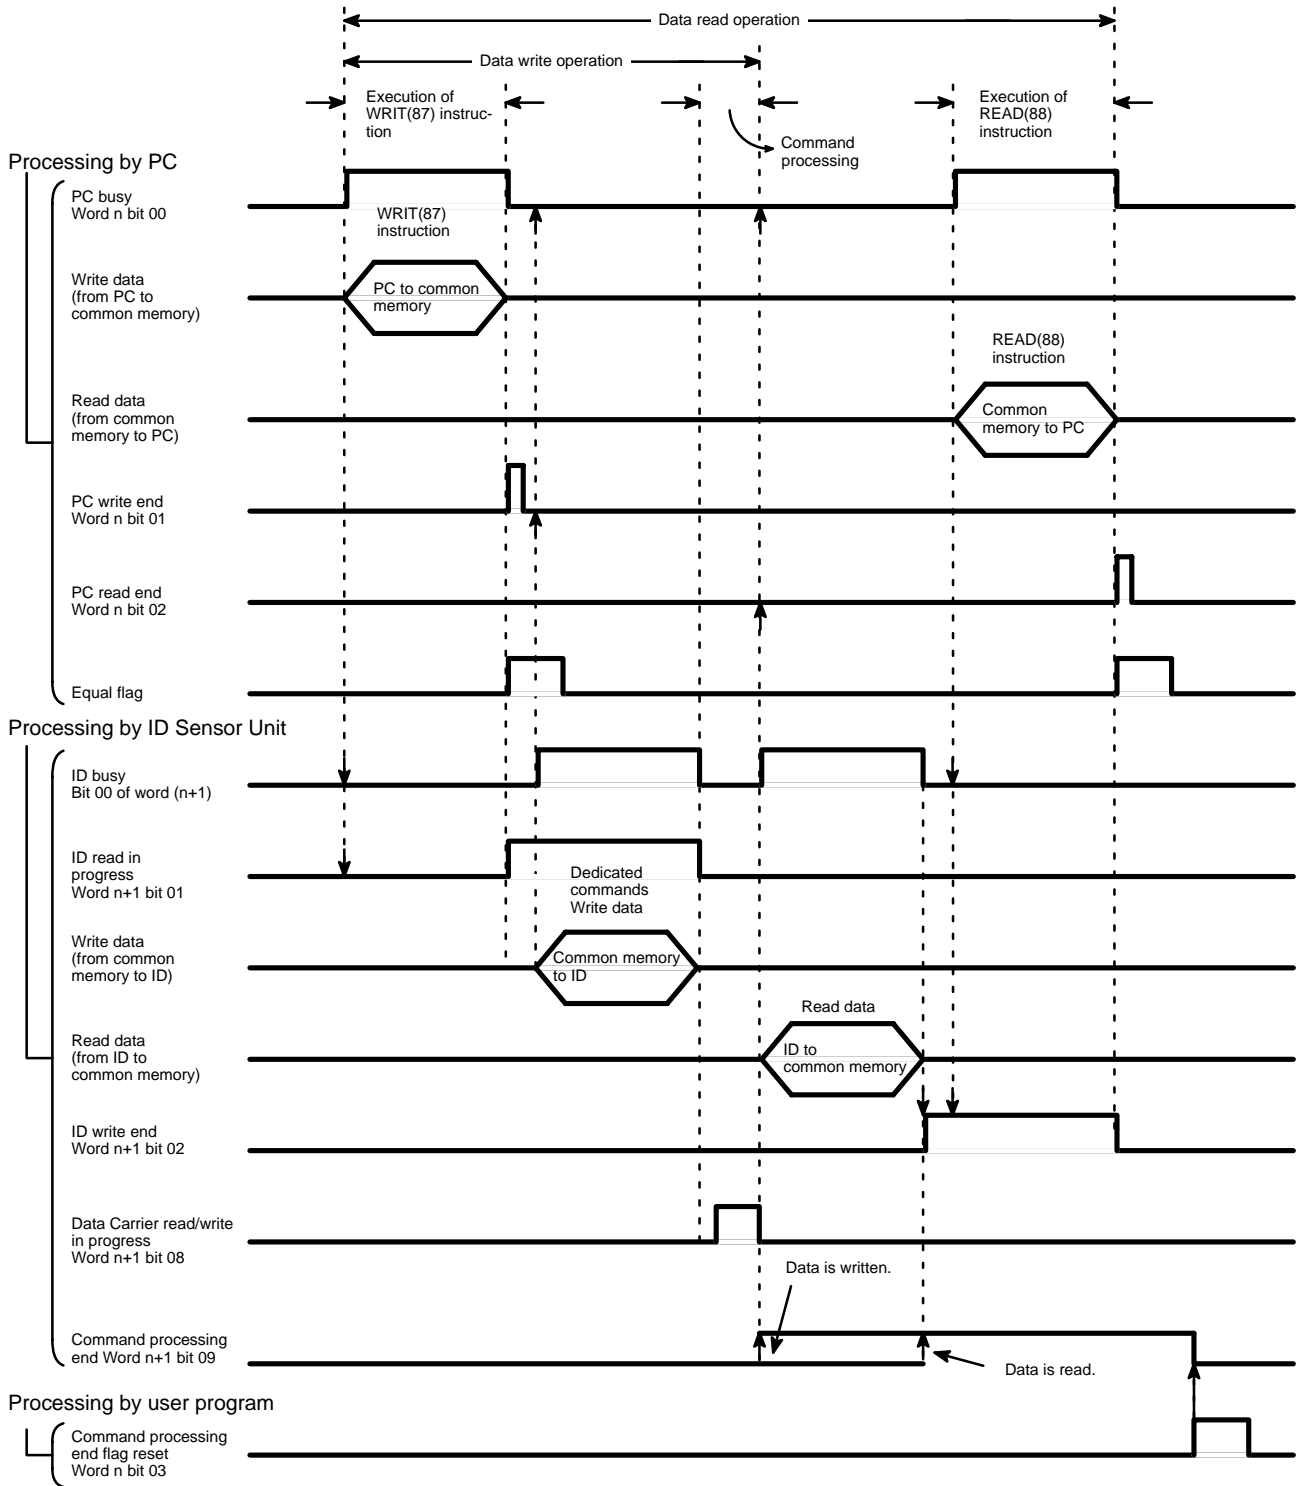 Data read operation
Data write operation
Execution of
WRIT(87) instruc-
tion
Execution of
READ(88)
instruction
Command
processing
Processing by PC
PC busy
Word n bit 00
WRIT(87)
instruction
Write data
(from PC to
common memory)
PC to common
memory
READ(88)
instruction
Read data
(from common
memory to PC)
Common
memory to PC
PC write end
Word n bit 01
PC read end
Word n bit 02
Equal flag
Processing by ID Sensor Unit
ID busy
Bit 00 of word (n+1)
ID read in
progress
Word n+1 bit 01
Dedicated
commands
Write data
Write data
(from common
memory to ID)
Common memory
to ID
Read data
Read data
(from ID to
common memory)
ID to
common memory
ID write end
Word n+1 bit 02
Data Carrier read/write
in progress
Word n+1 bit 08
Data is written.
Command processing
end Word n+1 bit 09
Data is read.
Processing by user program
Command processing
end flag reset
Word n bit 03